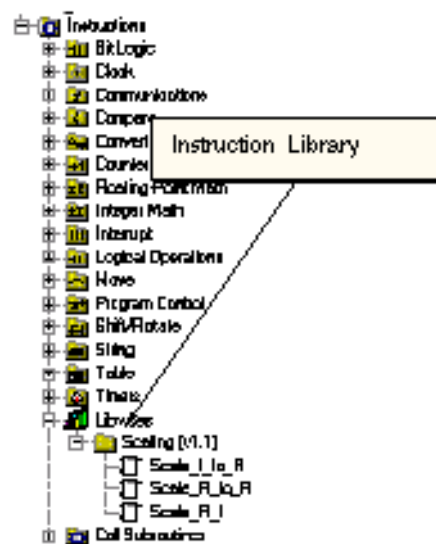 Instructions
Bit Logic
Clock
Communications
Compare
Convert
Instruction Library
Counter
Floating-Point Math
Integer Math
Interrupt
Logical Operations
Move
Program Control
Shift/Rotate
String
Table
Timers
Libraries
Scaling (v1.1)
Scale_I_to_R
Scale_R_to_R
Scale_R_I
Call Subroutines